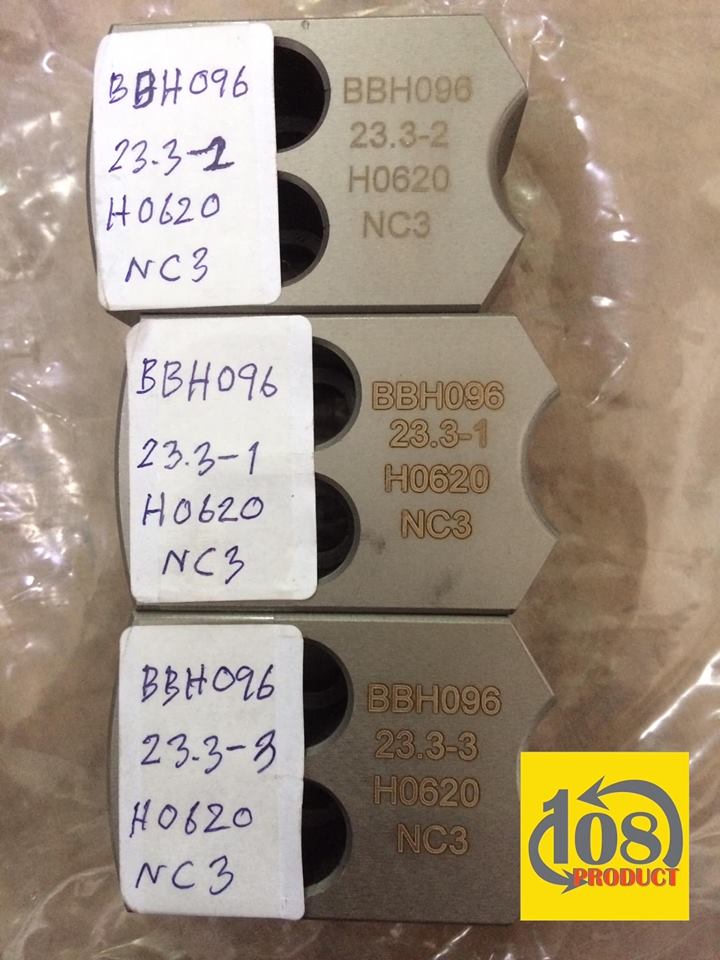 BBH096
23.3-2
H0620
NC3
BBH096
23.3-2
H0620
NC3
BBH096
23.3-1
H0620
NC3
BBH096
23.3-1
H0620
NC3
BBH096
23.3-3
H0620
NC3
BBH096
23.3-3
H0620
NC3
108
PRODUCT